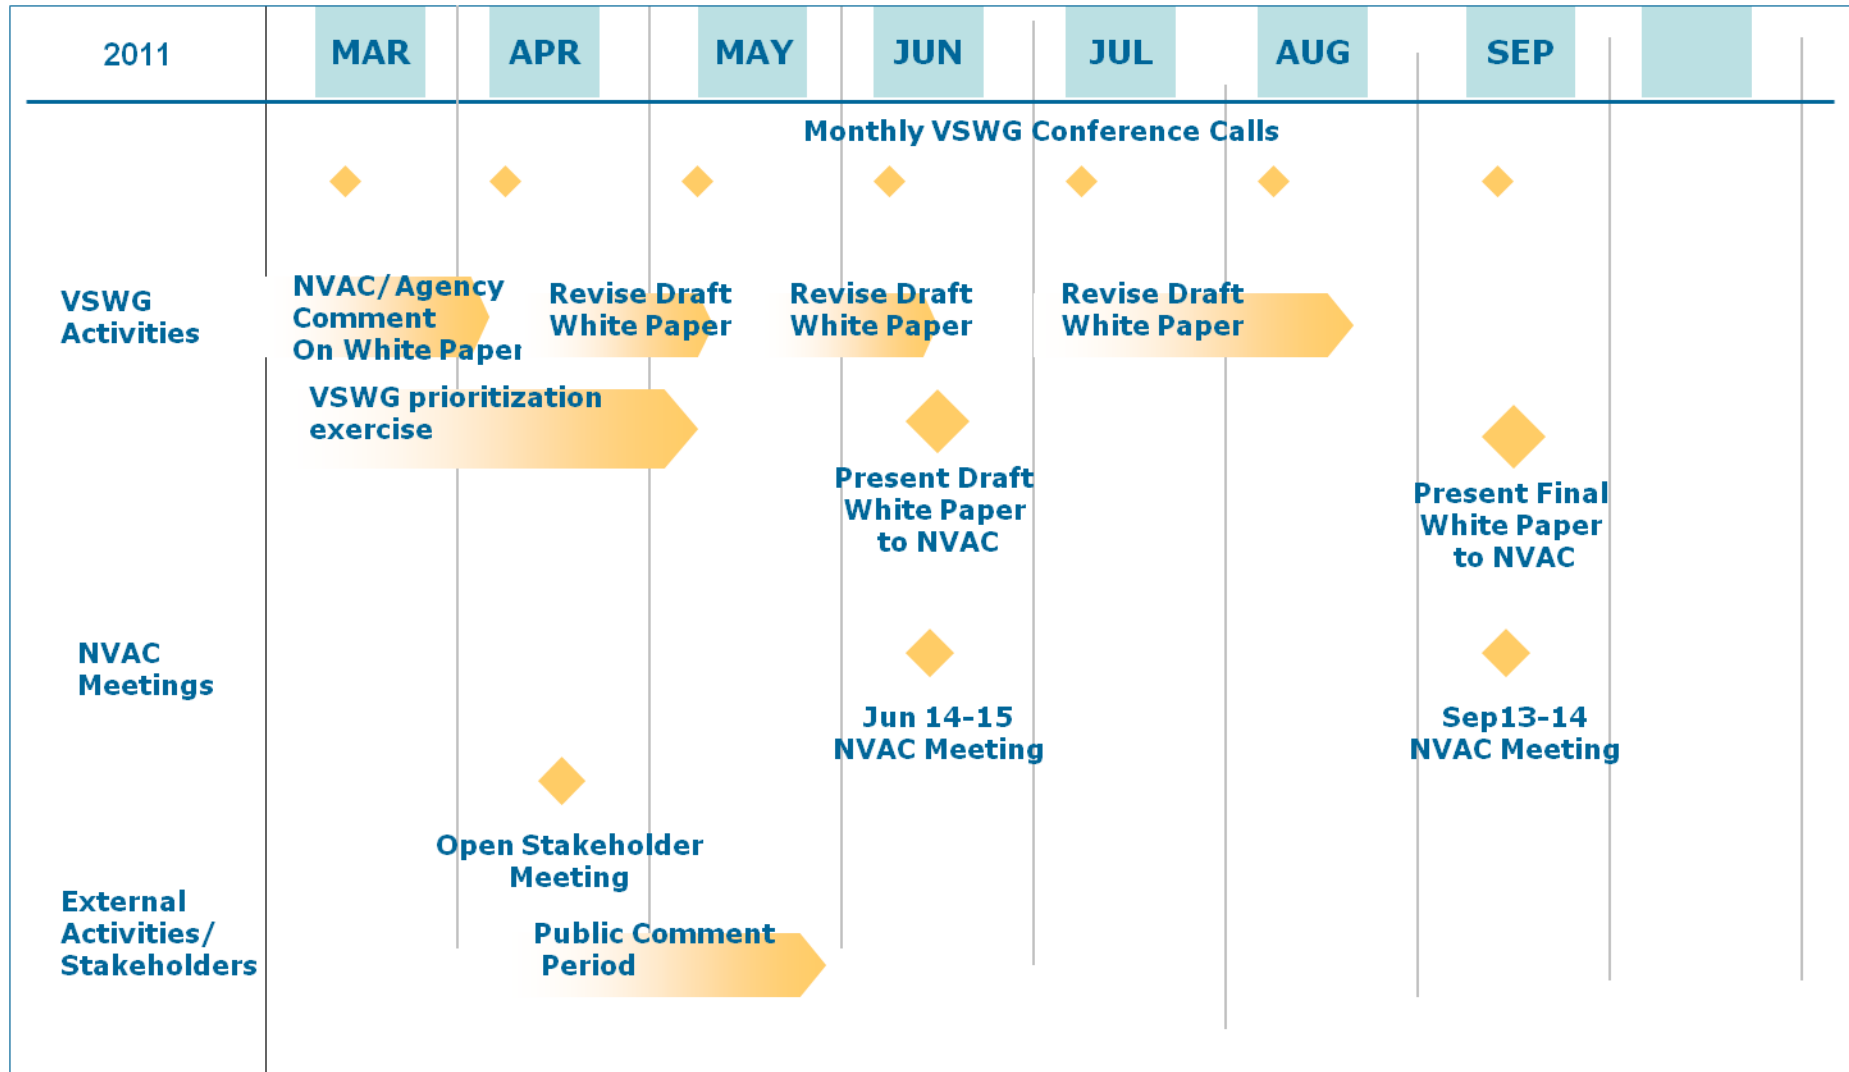 2011 MAR APR MAY JUN JUL AUG SEP
Monthly VSWG Conference Calls
VSWG
Activities
NVAC/Agency
Comment
On White Paper
Revise Draft
White Paper
Revise Draft
White Paper
Revise Draft
White Paper
VSWG prioritization
exercise
Present Draft
White Paper
to NVAC
Present Final
White Paper
to NVAC
NVAC
Meetings
Jun 14-15
NVAC Meeting
Sep13-14
NVAC Meeting
Open Stakeholder
Meeting
External
Activities/
Stakeholders
Public Comment
Period